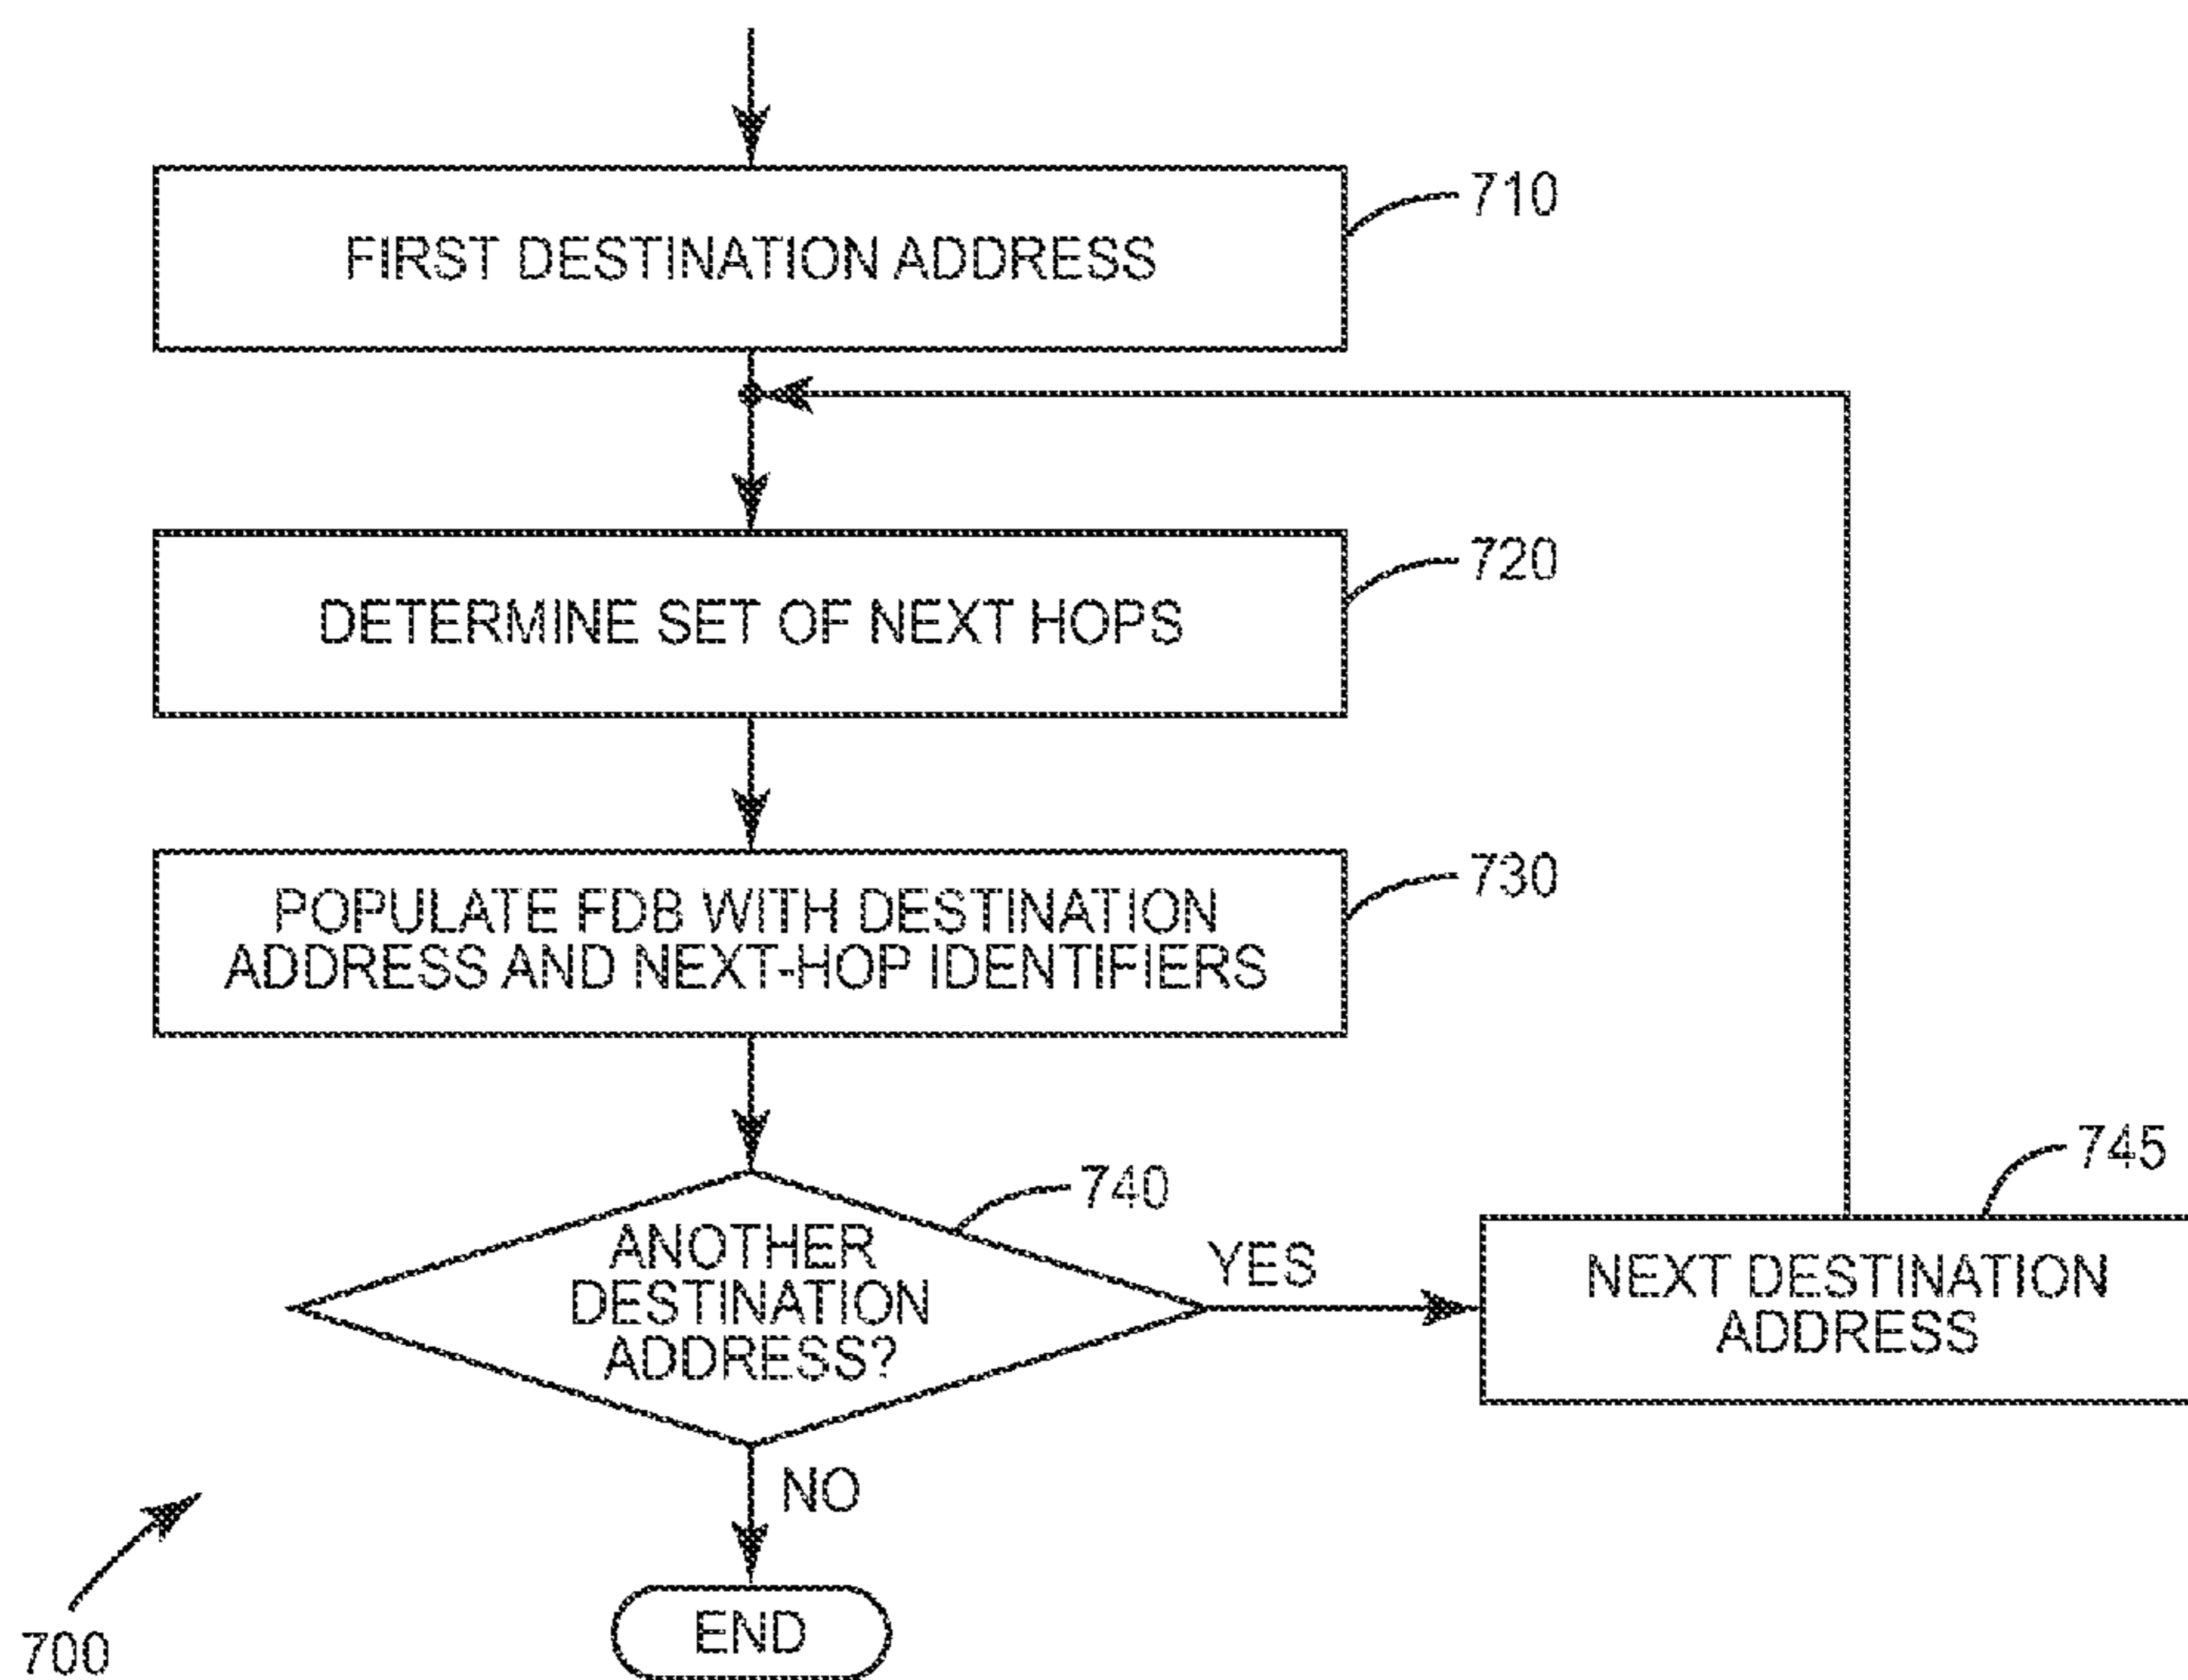 FIRST DESTINATION ADDRESS
710
DETERMINE SET OF NEXT HOPS
720
POPULATE FDB WITH DESTINATION
ADDRESS AND NEXT-HOP IDENTIFIERS
730
ANOTHER
DESTINATION
ADDRESS?
740
YES
NEXT DESTINATION
ADDRESS
745
NO
END
700